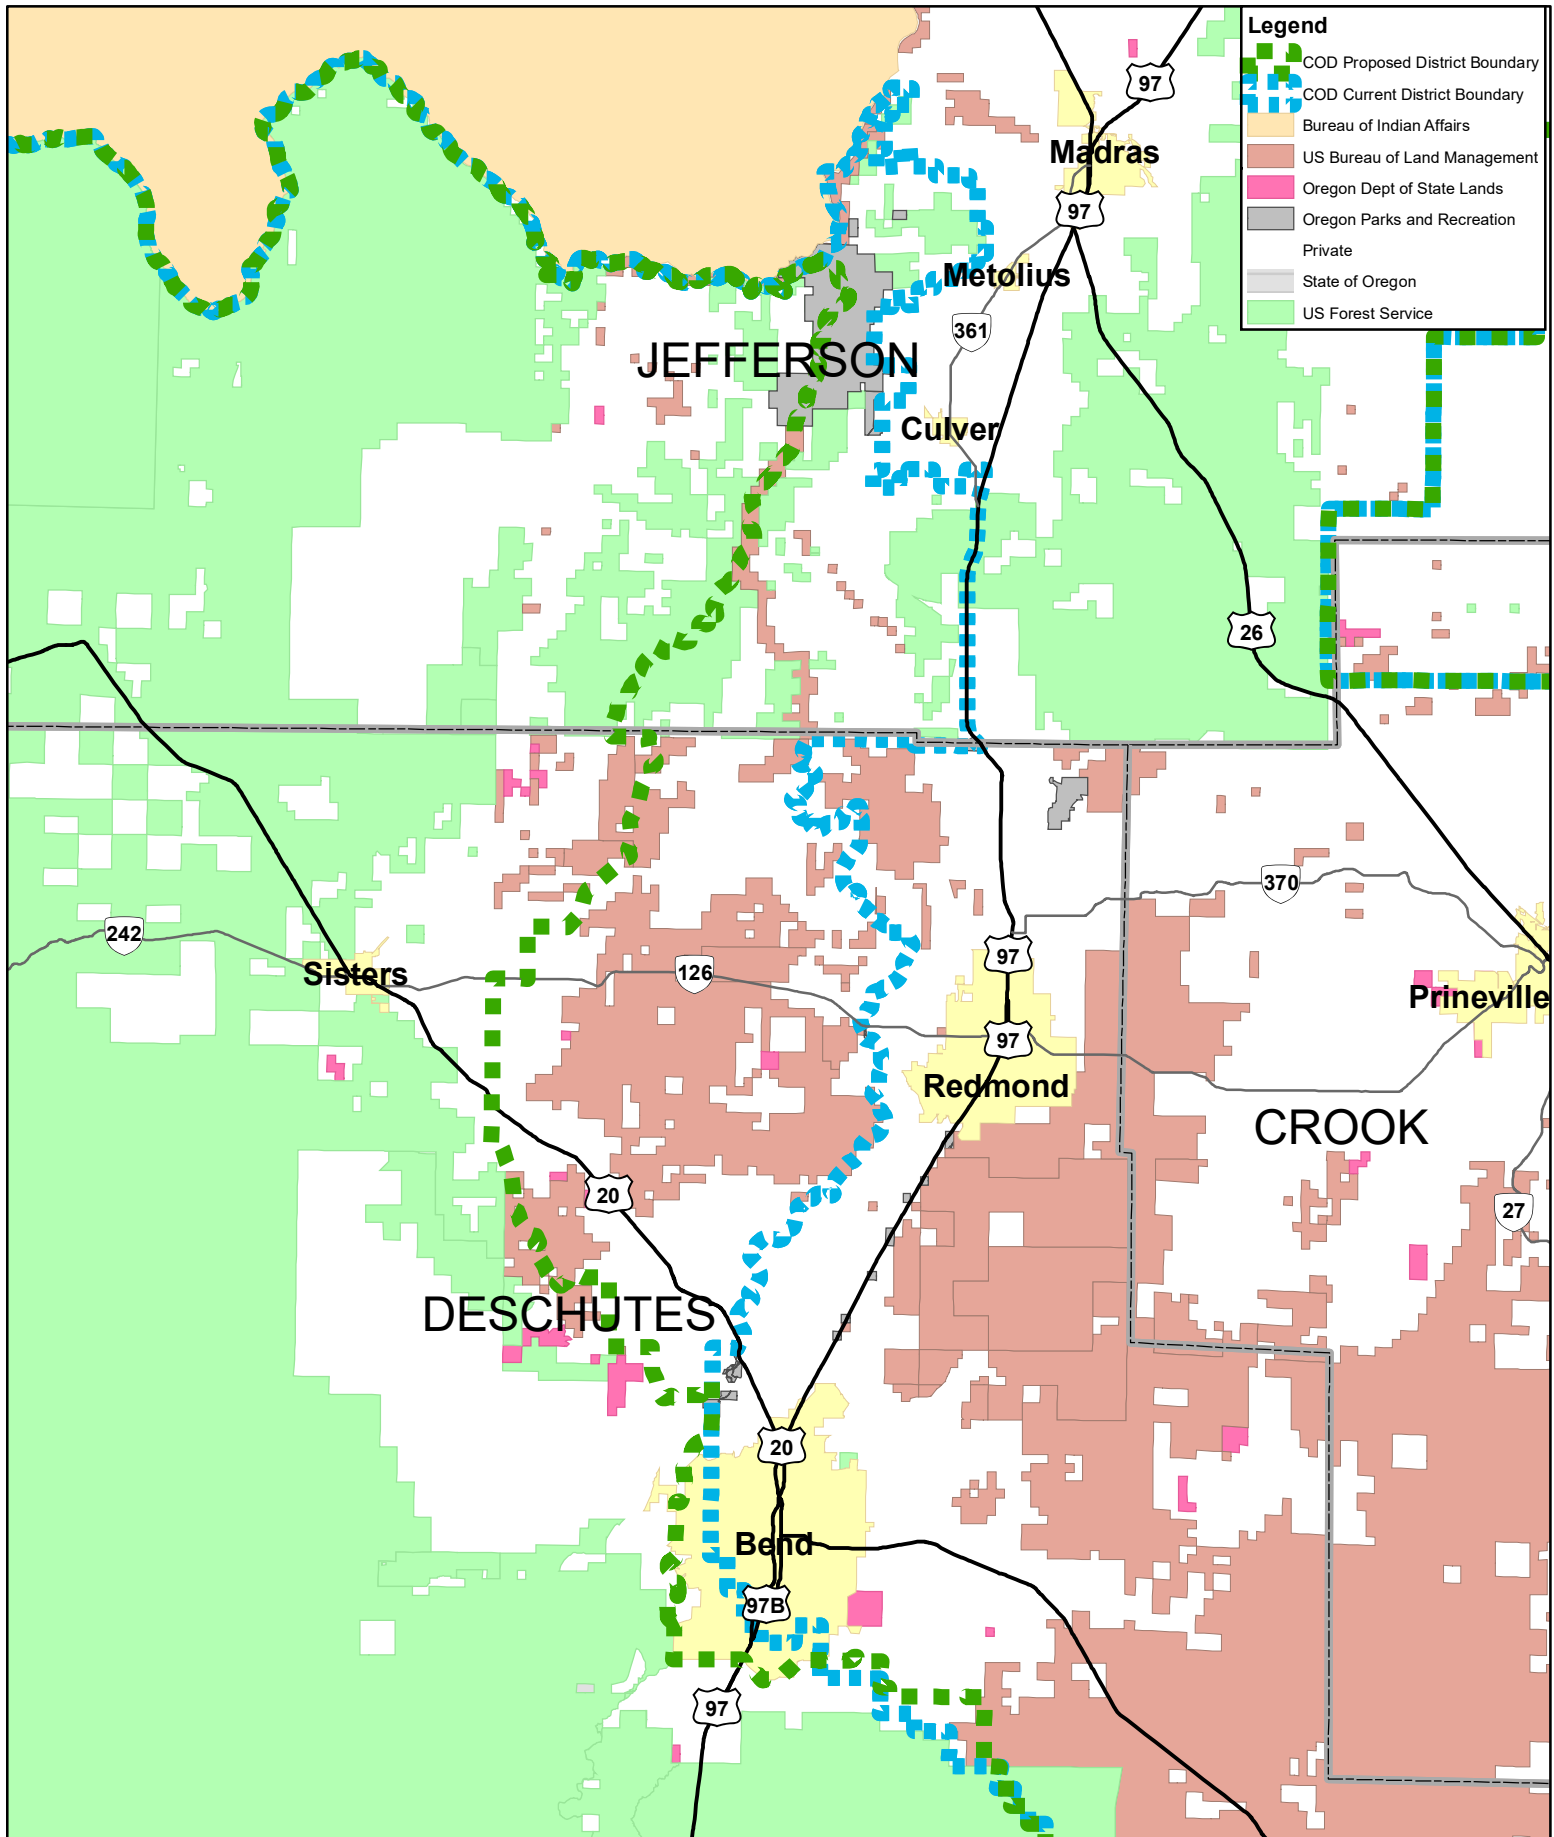 Legend
COD Proposed District Boundary
COD Current District Boundary
Bureau of Indian Affairs
US Bureau of Land Management
Oregon Dept of State Lands
Oregon Parks and Recreation
Private
State of Oregon
US Forest Service
97
Madras
97
Metolius
361
JEFFERSON
Culver
26
370
242
97
Sisters
126
Prineville
97
Redmond
CROOK
20
27
DESCHUTES
20
Bend
97B
97